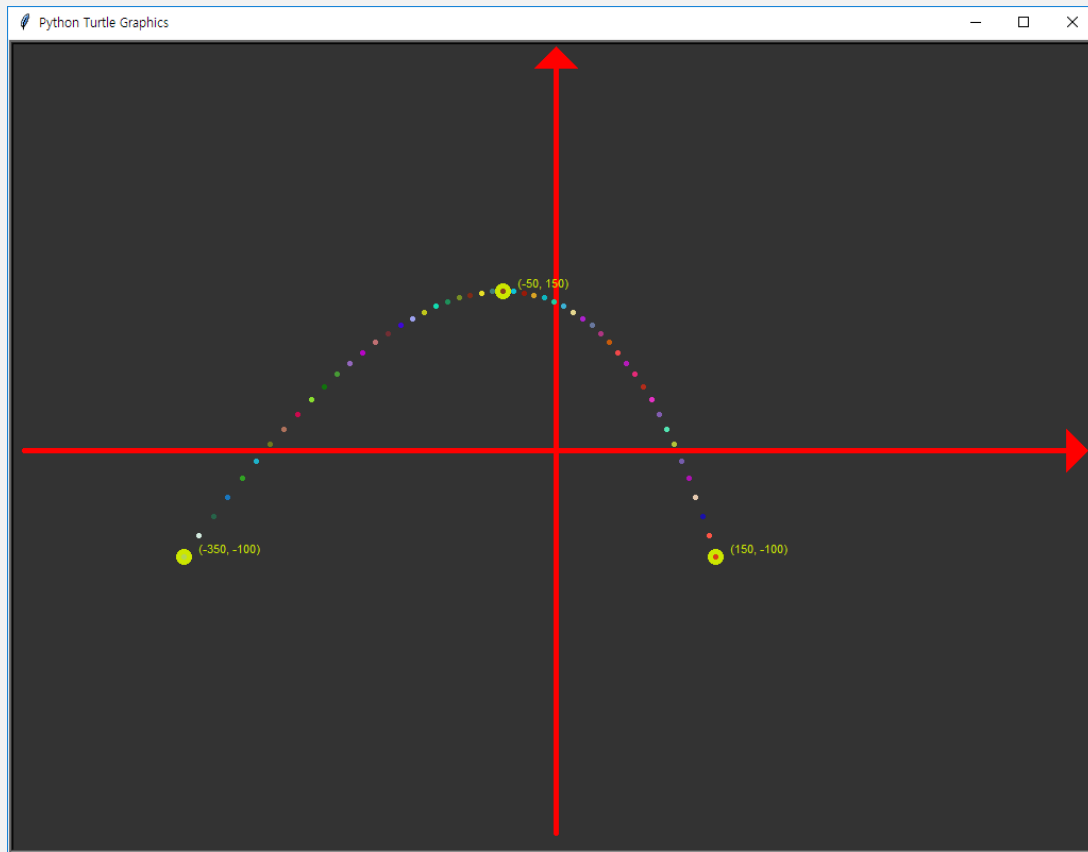 Python Turtle Graphics
(-50, 150)
(-350, -100)
(150, -100)